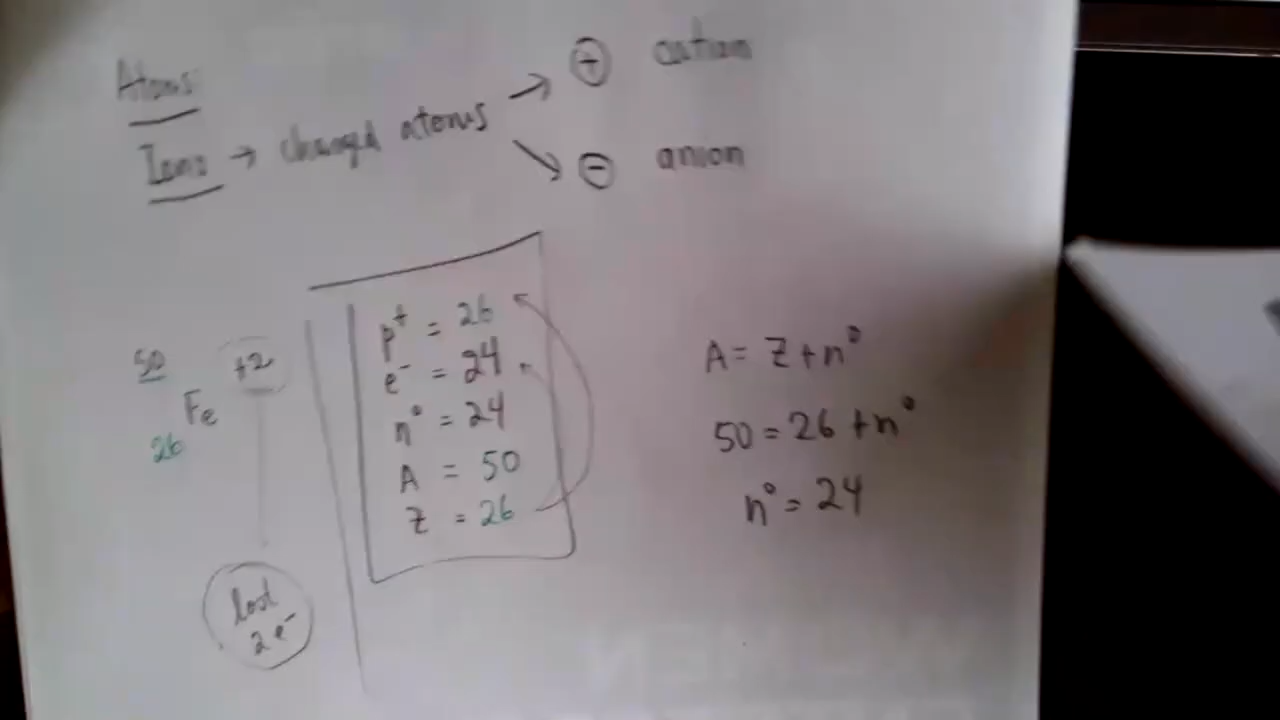 Atoms
Ions → charged atoms
→ ⊕ cation
→ ⊖ anion
50 Fe +2
26
lost
2e⁻
p⁺ = 26
e⁻ = 24
n° = 24
A = 50
Z = 26
A = Z + n°
50 = 26 + n°
n° = 24